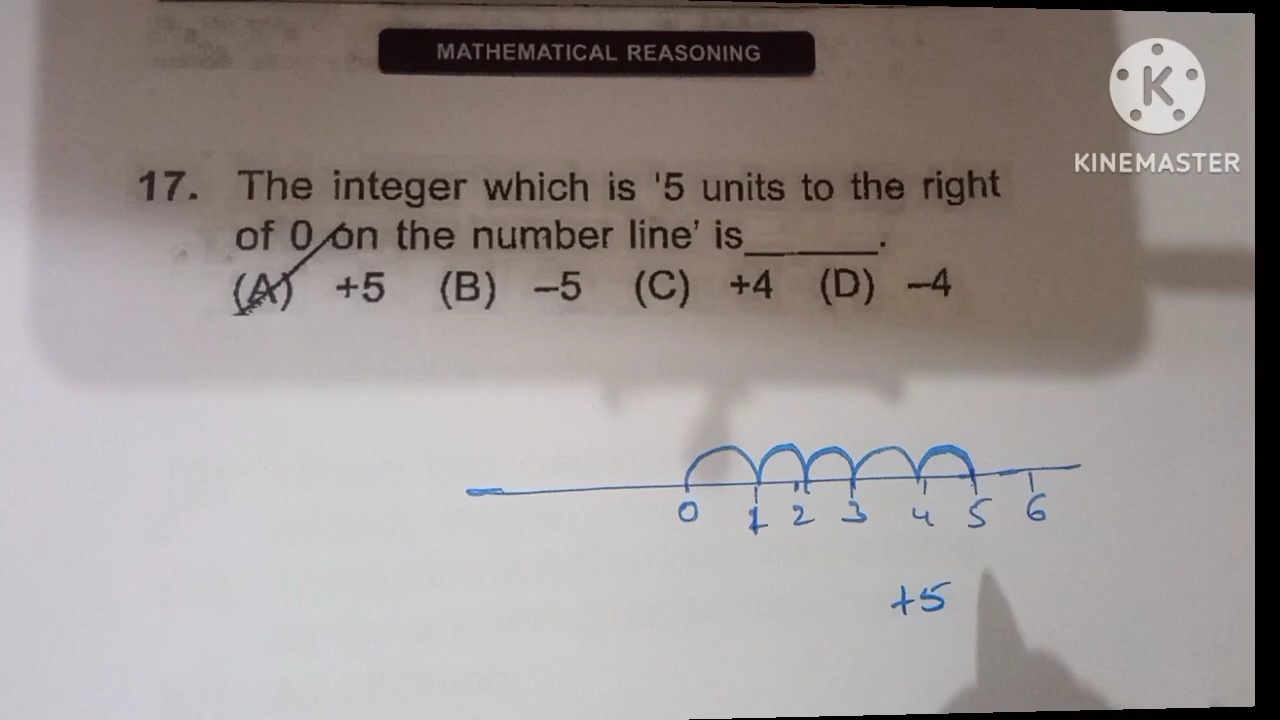 MATHEMATICAL REASONING
K
KINEMASTER
17. The integer which is '5 units to the right
of 0 on the number line' is______.
(A) +5 (B) –5 (C) +4 (D) –4
0 1 2 3 4 5 6
+5